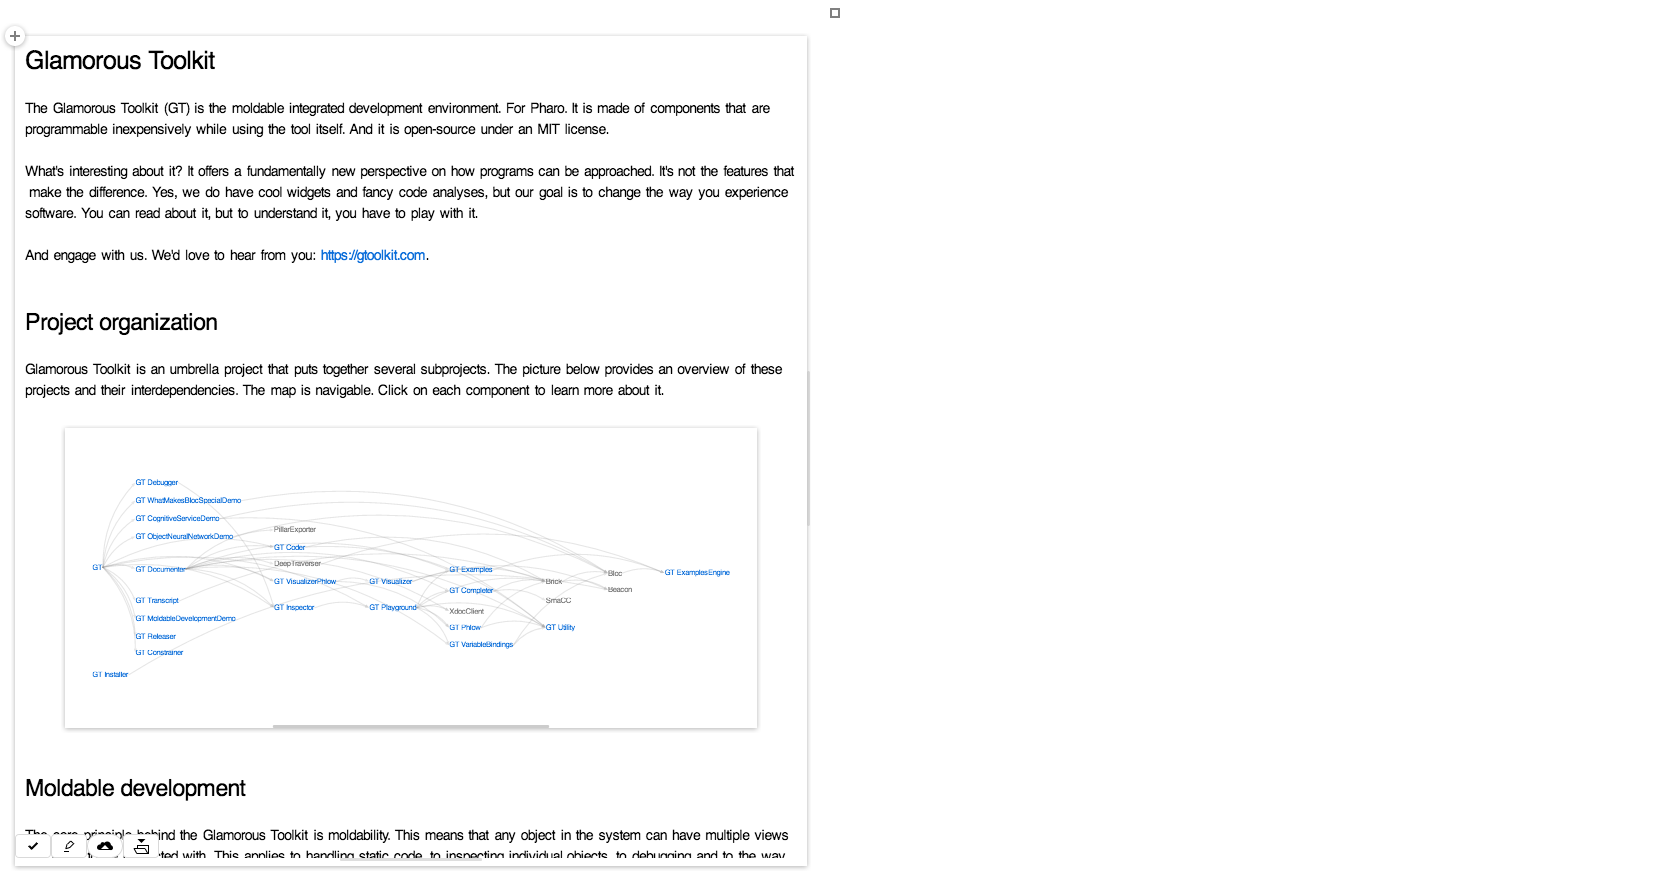 Glamorous Toolkit
The Glamorous Toolkit (GT) is the moldable integrated development environment. For Pharo. It is made of components that are
programmable inexpensively while using the tool itself. And it is open-source under an MIT license.
What's interesting about it? It offers a fundamentally new perspective on how programs can be approached. It's not the features that
make the difference. Yes, we do have cool widgets and fancy code analyses, but our goal is to change the way you experience
software. You can read about it, but to understand it, you have to play with it.
And engage with us. We'd love to hear from you: https://gtoolkit.com.
Project organization
Glamorous Toolkit is an umbrella project that puts together several subprojects. The picture below provides an overview of these
projects and their interdependencies. The map is navigable. Click on each component to learn more about it.
GT Debugger
GT WhatMakesBlocSpecialDemo
GT CognitiveServiceDemo
GT ObjectNeuralNetworkDemo
GT
GT Documenter
GT Transcript
GT MoldableDevelopmentDemo
GT Releaser
GT Constrainer
GT Installer
PillarExporter
GT Coder
DeepTraverser
GT VisualizerPhlow
GT Inspector
GT Visualizer
GT Playground
GT Examples
GT Completer
XdocClient
GT Phlow
GT VariableBindings
Brick
SmaCC
GT Utility
Bloc
Beacon
GT ExamplesEngine
Moldable development
The core principle behind the Glamorous Toolkit is moldability. This means that any object in the system can have multiple views
with. This applies to handling static code, to inspecting individual objects, to debugging and to the way